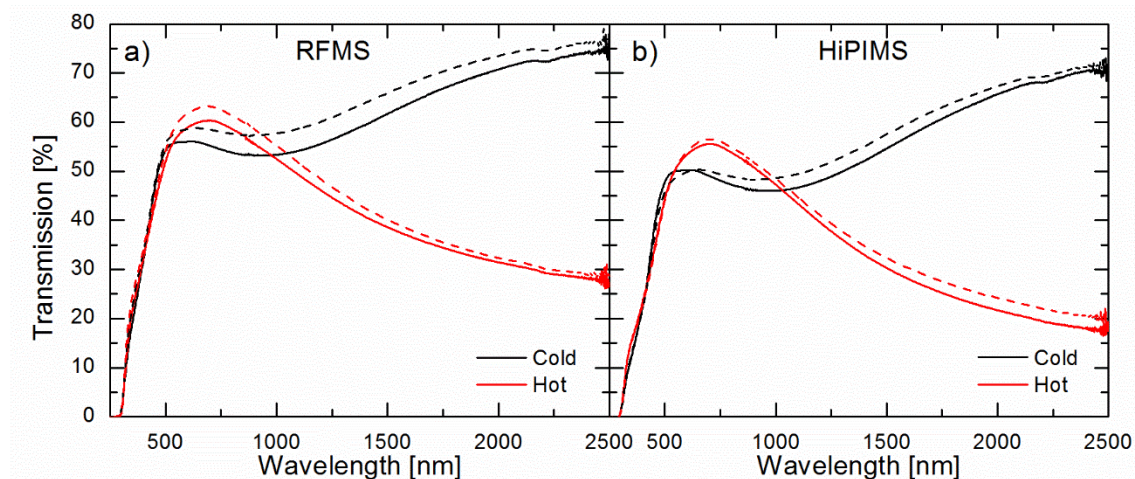 a) RFMS
b) HiPIMS
Transmission [%]
80
70
60
50
40
30
20
10
0
Cold
Hot
Cold
Hot
500 1000 1500 2000 2500
500 1000 1500 2000 2500
Wavelength [nm]
Wavelength [nm]